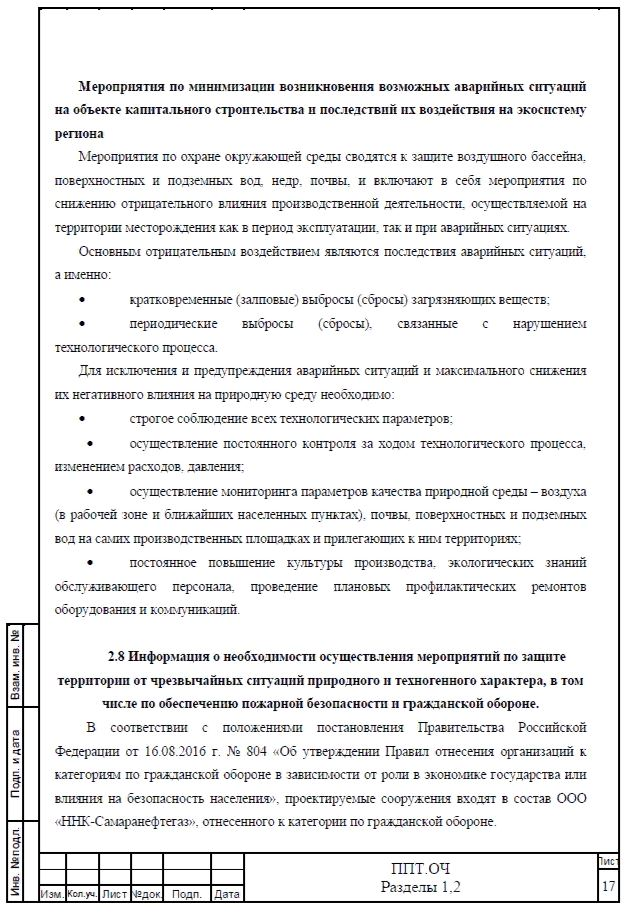 Мероприятия по минимизации возникновения возможных аварийных ситуаций
на объекте капитального строительства и последствий их воздействия на экосистему
региона
Мероприятия по охране окружающей среды сводятся к защите воздушного бассейна,
поверхностных и подземных вод, недр, почвы, и включают в себя мероприятия по
снижению отрицательного влияния производственной деятельности, осуществляемой на
территории месторождения как в период эксплуатации, так и при аварийных ситуациях.
Основным отрицательным воздействием являются последствия аварийных ситуаций,
а именно:
• кратковременные (залповые) выбросы (сбросы) загрязняющих веществ;
• периодические выбросы (сбросы), связанные с нарушением
технологического процесса.
Для исключения и предупреждения аварийных ситуаций и максимального снижения
их негативного влияния на природную среду необходимо:
• строгое соблюдение всех технологических параметров;
• осуществление постоянного контроля за ходом технологического процесса,
изменением расходов, давления;
• осуществление мониторинга параметров качества природной среды – воздуха
(в рабочей зоне и ближайших населенных пунктах), почвы, поверхностных и подземных
вод на самих производственных площадках и прилегающих к ним территориях;
• постоянное повышение культуры производства, экологических знаний
обслуживающего персонала, проведение плановых профилактических ремонтов
оборудования и коммуникаций.
2.8 Информация о необходимости осуществления мероприятий по защите
территории от чрезвычайных ситуаций природного и техногенного характера, в том
числе по обеспечению пожарной безопасности и гражданской обороне.
В соответствии с положениями постановления Правительства Российской
Федерации от 16.08.2016 г. № 804 «Об утверждении Правил отнесения организаций к
категориям по гражданской обороне в зависимости от роли в экономике государства или
влияния на безопасность населения», проектируемые сооружения входят в состав ООО
«ННК-Самаранефтегаз», отнесенного к категории по гражданской обороне.
Взам. инв. №
Подп. и дата
Инв. №подл.
Изм. Кол.уч. Лист №док. Подп. Дата
ППТ.ОЧ
Разделы 1,2
Лист
17